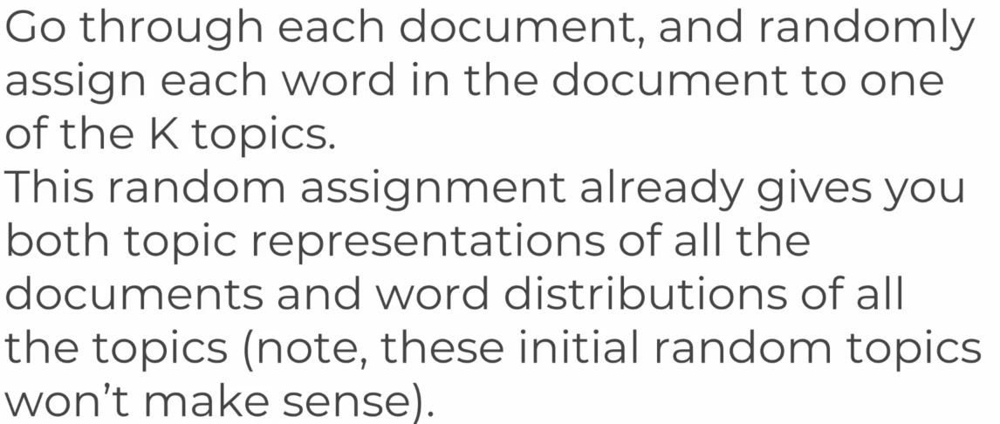 Go through each document, and randomly
assign each word in the document to one
of the K topics.
This random assignment already gives you
both topic representations of all the
documents and word distributions of all
the topics (note, these initial random topics
won’t make sense).